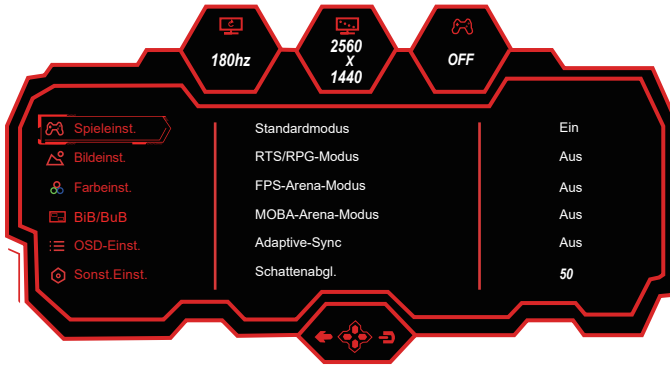 180hz
2560
X
1440
OFF
Spieleinst.
Standardmodus
Ein
Bildeinst.
RTS/RPG-Modus
Aus
Farbeinst.
FPS-Arena-Modus
Aus
BiB/BuB
MOBA-Arena-Modus
Aus
OSD-Einst.
Adaptive-Sync
Aus
Sonst.Einst.
Schattenabgl.
50